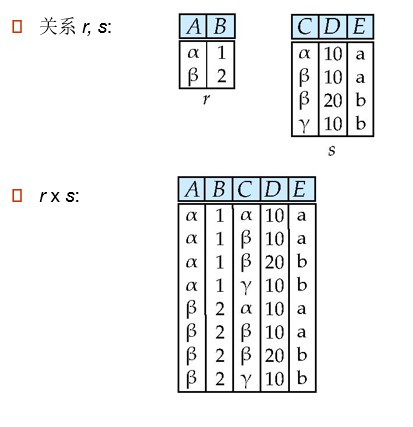 关系 r, s:
A B
α 1
β 2
r
C D E
α 10 a
β 10 a
β 20 b
γ 10 b
s
r x s:
A B C D E
α 1 α 10 a
α 1 β 10 a
α 1 β 20 b
α 1 γ 10 b
β 2 α 10 a
β 2 β 10 a
β 2 β 20 b
β 2 γ 10 b